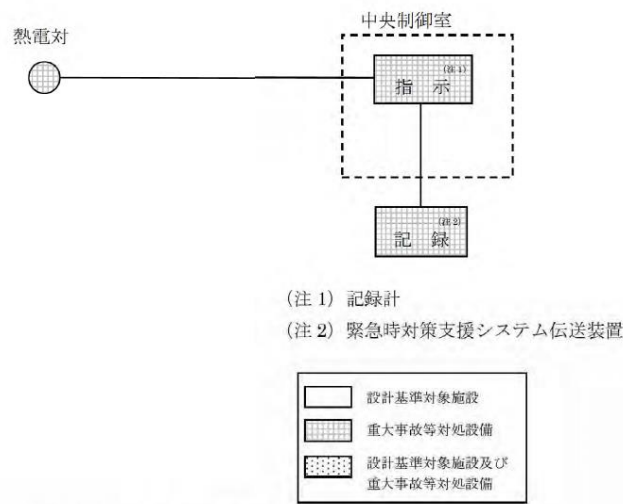 中央制御室
熱電対
(注1)
指 示
(注2)
記 録
(注1) 記録計
(注2) 緊急時対策支援システム伝送装置
設計基準対象施設
重大事故等対処設備
設計基準対象施設及び
重大事故等対処設備